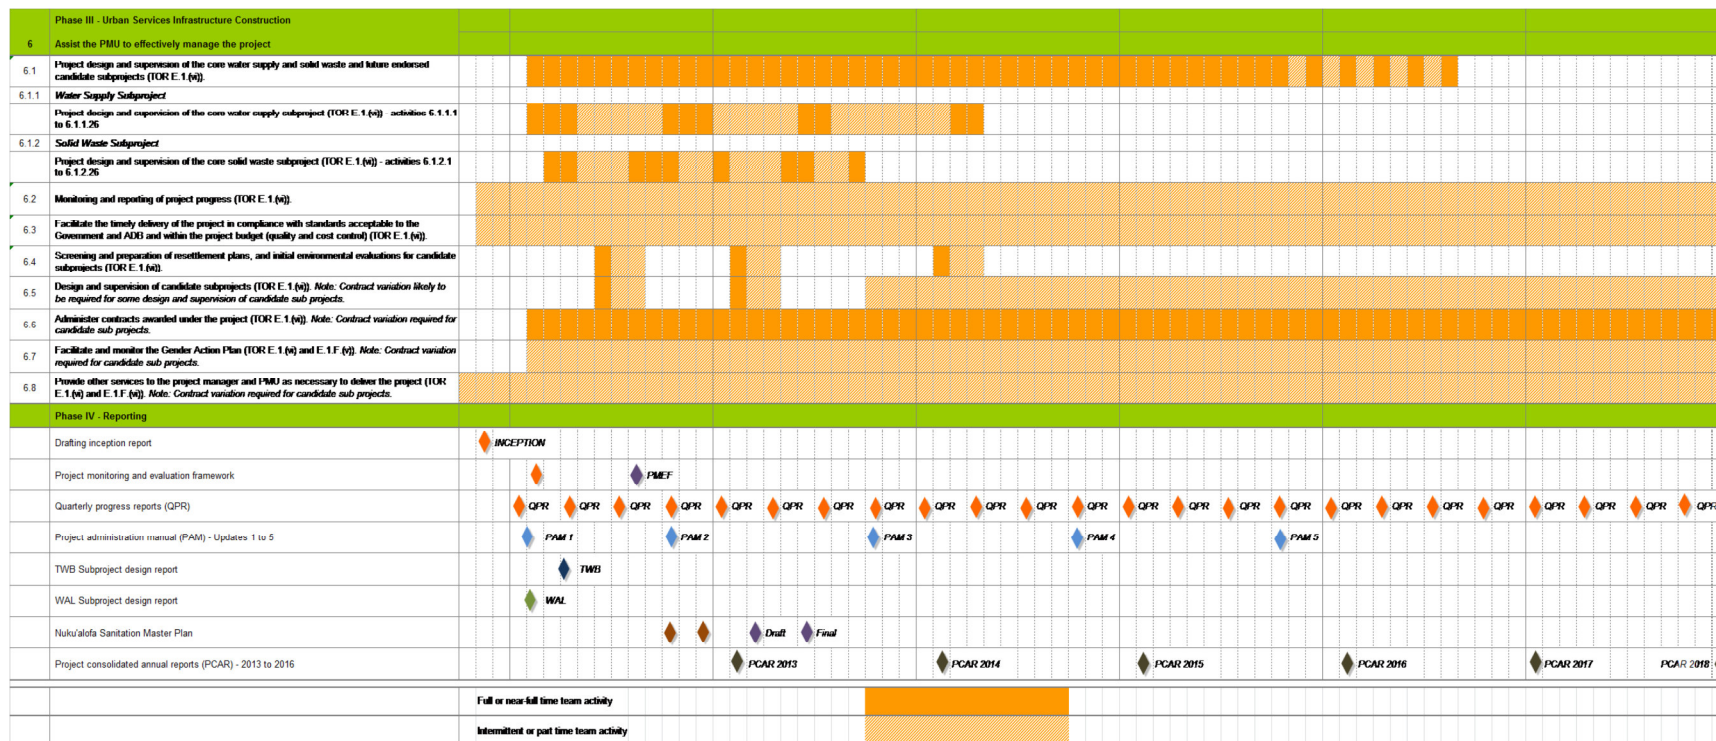 Phase III - Urban Services Infrastructure Construction
6 Assist the PMU to effectively manage the project
6.1 Project design and supervision of the core water supply and solid waste and future endorsed
candidate subprojects (TOR E.1.(vi)).
6.1.1 Water Supply Subproject
Project design and supervision of the core water supply subproject (TOR E.1.(vi)) - activities 6.1.1.1
to 6.1.1.26
6.1.2 Solid Waste Subproject
Project design and supervision of the core solid waste subproject (TOR E.1.(vi)) - activities 6.1.2.1
to 6.1.2.26
6.2 Monitoring and reporting of project progress (TOR E.1.(vi)).
6.3 Facilitate the timely delivery of the project in compliance with standards acceptable to the
Government and ADB and within the project budget (quality and cost control) (TOR E.1.(vi)).
6.4 Screening and preparation of resettlement plans, and initial environmental evaluations for candidate
subprojects (TOR E.1.(vi)).
6.5 Design and supervision of candidate subprojects (TOR E.1.(vi)). Note: Contract variation likely to
be required for some design and supervision of candidate sub projects.
6.6 Administer contracts awarded under the project (TOR E.1.(vi)). Note: Contract variation required for
candidate sub projects.
6.7 Facilitate and monitor the Gender Action Plan (TOR E.1.(vi) and E.1.F.(v)). Note: Contract variation
required for candidate sub projects.
6.8 Provide other services to the project manager and PMU as necessary to deliver the project (TOR
E.1.(vi) and E.1.F.(vi)). Note: Contract variation required for candidate sub projects.
Phase IV - Reporting
Drafting inception report INCEPTION
Project monitoring and evaluation framework PMEF
Quarterly progress reports (QPR) QPR QPR QPR QPR QPR QPR QPR QPR QPR QPR QPR QPR QPR QPR QPR QPR QPR QPR QPR QPR QPR QPR QPR QPR
Project administration manual (PAM) - Updates 1 to 5 PAM 1 PAM 2 PAM 3 PAM 4 PAM 5
TWB Subproject design report TWB
WAL Subproject design report WAL
Nuku'alofa Sanitation Master Plan Draft Final
Project consolidated annual reports (PCAR) - 2013 to 2016 PCAR 2013 PCAR 2014 PCAR 2015 PCAR 2016 PCAR 2017 PCAR 2018
Full or near-full time team activity
Intermittent or part time team activity